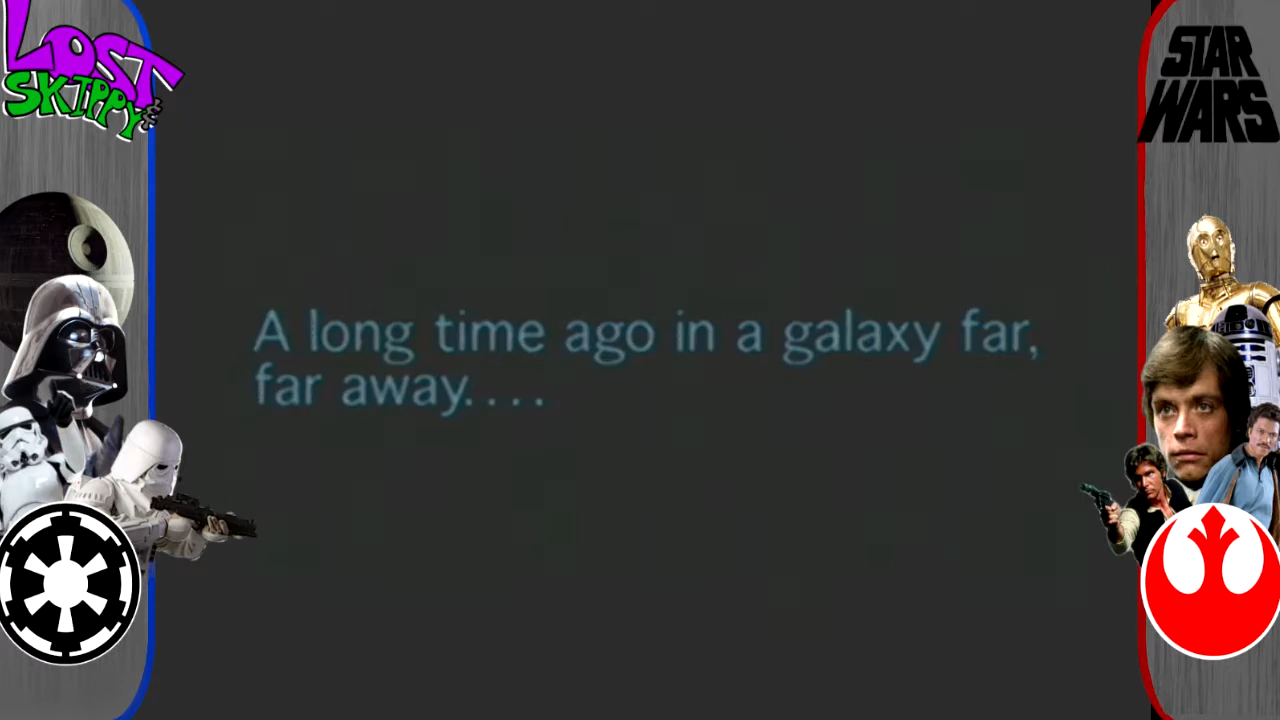 LOST
SKIPPY &
STAR
WARS
A long time ago in a galaxy far,
far away....